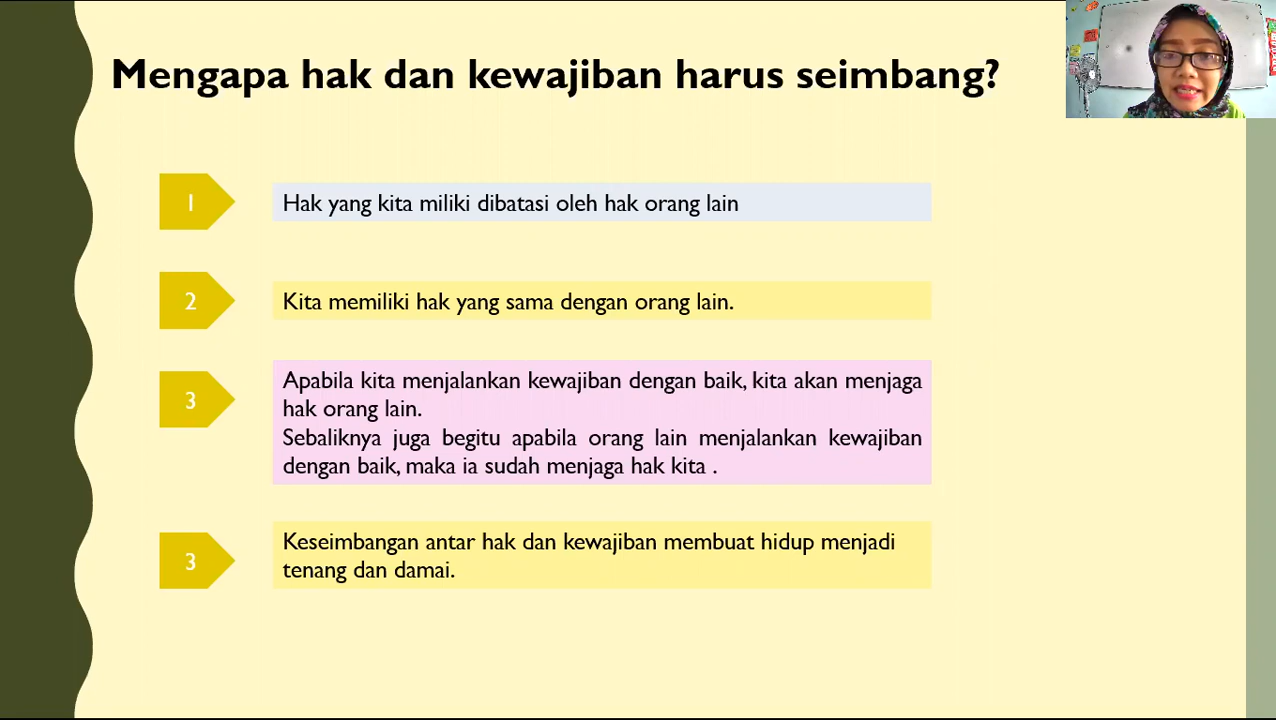 Mengapa hak dan kewajiban harus seimbang?
1
Hak yang kita miliki dibatasi oleh hak orang lain
2
Kita memiliki hak yang sama dengan orang lain.
3
Apabila kita menjalankan kewajiban dengan baik, kita akan menjaga
hak orang lain.
Sebaliknya juga begitu apabila orang lain menjalankan kewajiban
dengan baik, maka ia sudah menjaga hak kita .
3
Keseimbangan antar hak dan kewajiban membuat hidup menjadi
tenang dan damai.